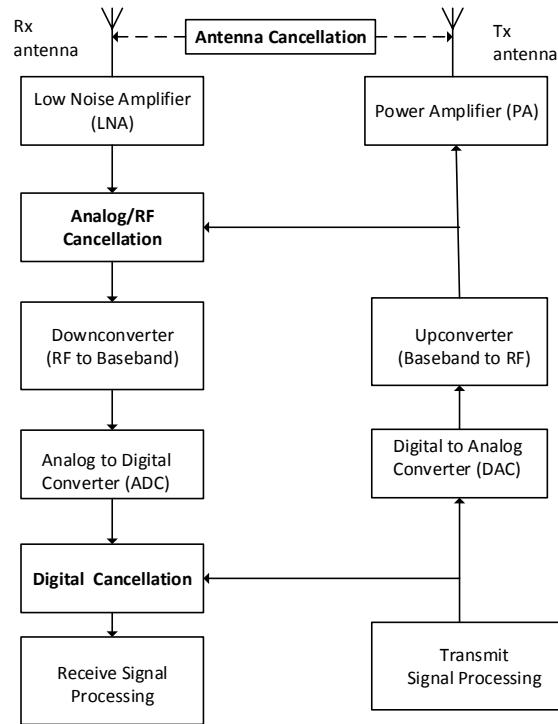 Rx
antenna
Antenna Cancellation
Tx
antenna
Low Noise Amplifier
(LNA)
Power Amplifier (PA)
Analog/RF
Cancellation
Downconverter
(RF to Baseband)
Upconverter
(Baseband to RF)
Analog to Digital
Converter (ADC)
Digital to Analog
Converter (DAC)
Digital Cancellation
Receive Signal
Processing
Transmit
Signal Processing